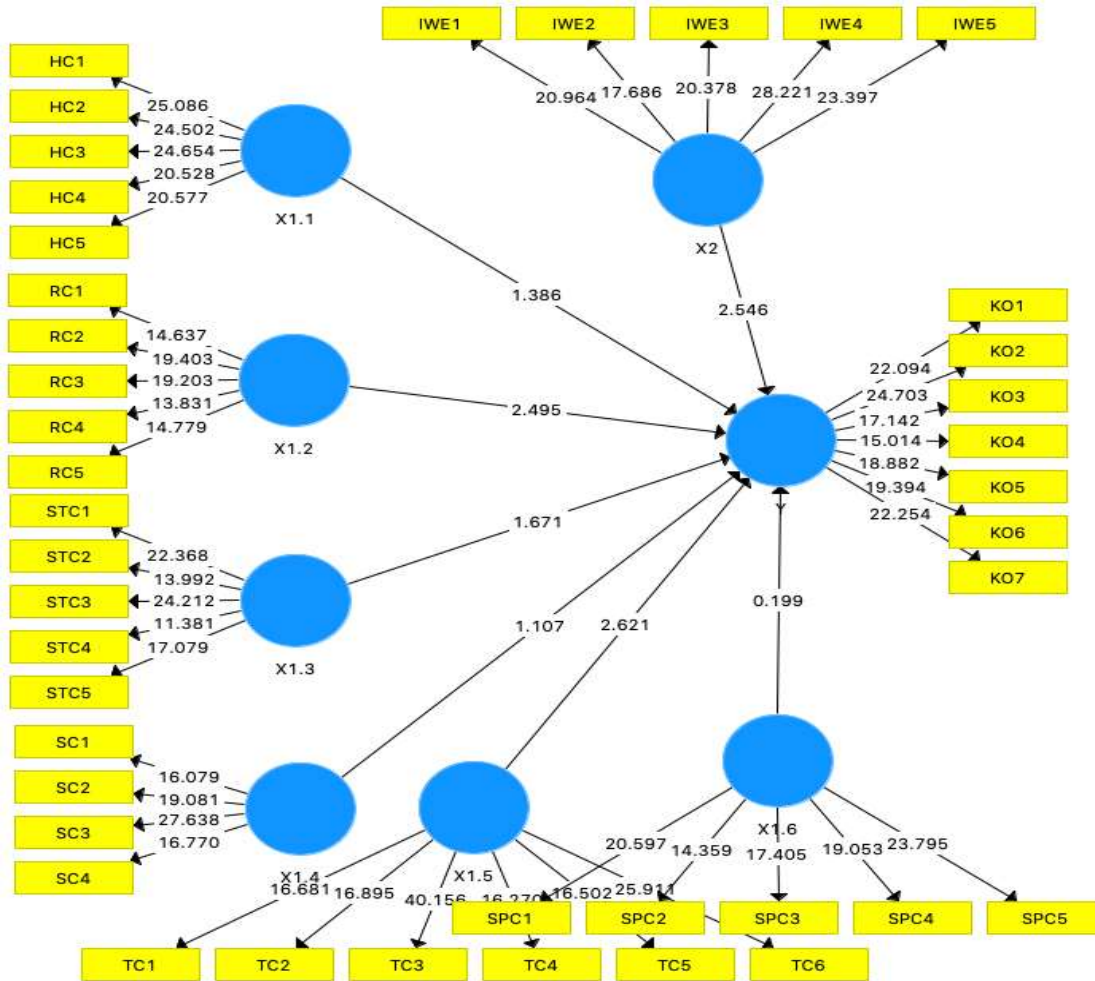 IWE1 IWE2 IWE3 IWE4 IWE5
20.964 17.686 20.378 28.221 23.397
X2
2.546
HC1
HC2
HC3
HC4
HC5
25.086
24.502
24.654
20.528
20.577
X1.1
1.386
RC1
RC2
RC3
RC4
RC5
14.637
19.403
19.203
13.831
14.779
X1.2
2.495
KO1
KO2
KO3
KO4
KO5
KO6
KO7
22.094
24.703
17.142
15.014
18.882
19.394
22.254
Y
STC1
STC2
STC3
STC4
STC5
22.368
13.992
24.212
11.381
17.079
X1.3
1.671
SC1
SC2
SC3
SC4
16.079
19.081
27.638
16.770
X1.4
1.107
X1.5
2.621
16.681 16.895 40.156 16.270 16.502 25.911
TC1 TC2 TC3 TC4 TC5 TC6
X1.6
0.199
20.597 14.359 17.405 19.053 23.795
SPC1 SPC2 SPC3 SPC4 SPC5